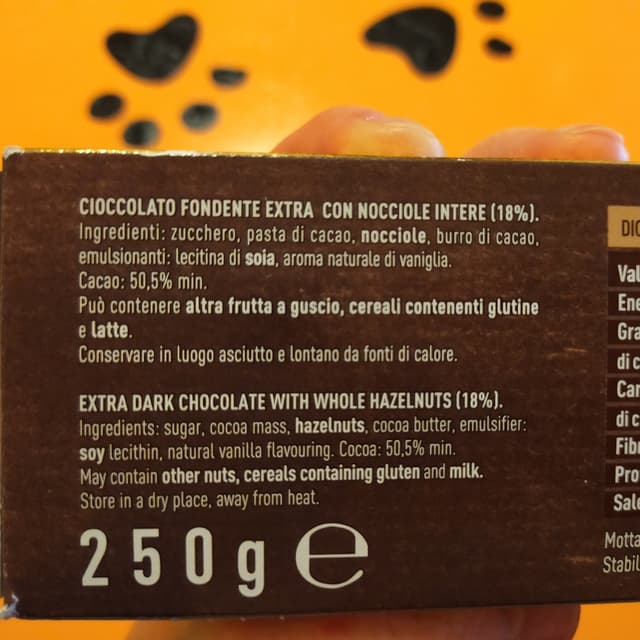 CIOCCOLATO FONDENTE EXTRA CON NOCCIOLE INTERE (18%).
Ingredienti: zucchero, pasta di cacao, nocciole, burro di cacao,
emulsionanti: lecitina di soia, aroma naturale di vaniglia.
Cacao: 50,5% min.
Può contenere altra frutta a guscio, cereali contenenti glutine
e latte.
Conservare in luogo asciutto e lontano da fonti di calore.
EXTRA DARK CHOCOLATE WITH WHOLE HAZELNUTS (18%).
Ingredients: sugar, cocoa mass, hazelnuts, cocoa butter, emulsifier:
soy lecithin, natural vanilla flavouring. Cocoa: 50,5% min.
May contain other nuts, cereals containing gluten and milk.
Store in a dry place, away from heat.
250g e
di c
di c
Sale
Motta